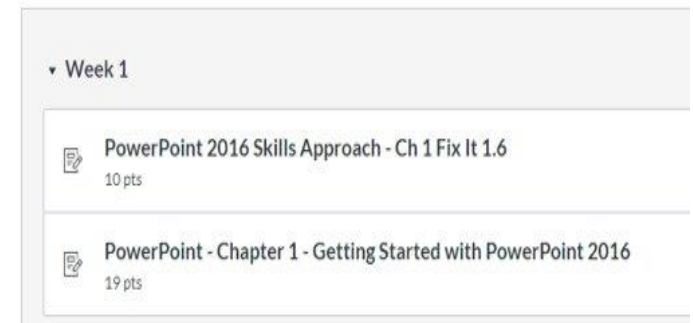 Week 1
PowerPoint 2016 Skills Approach - Ch 1 Fix It 1.6
10 pts
PowerPoint - Chapter 1 - Getting Started with PowerPoint 2016
19 pts